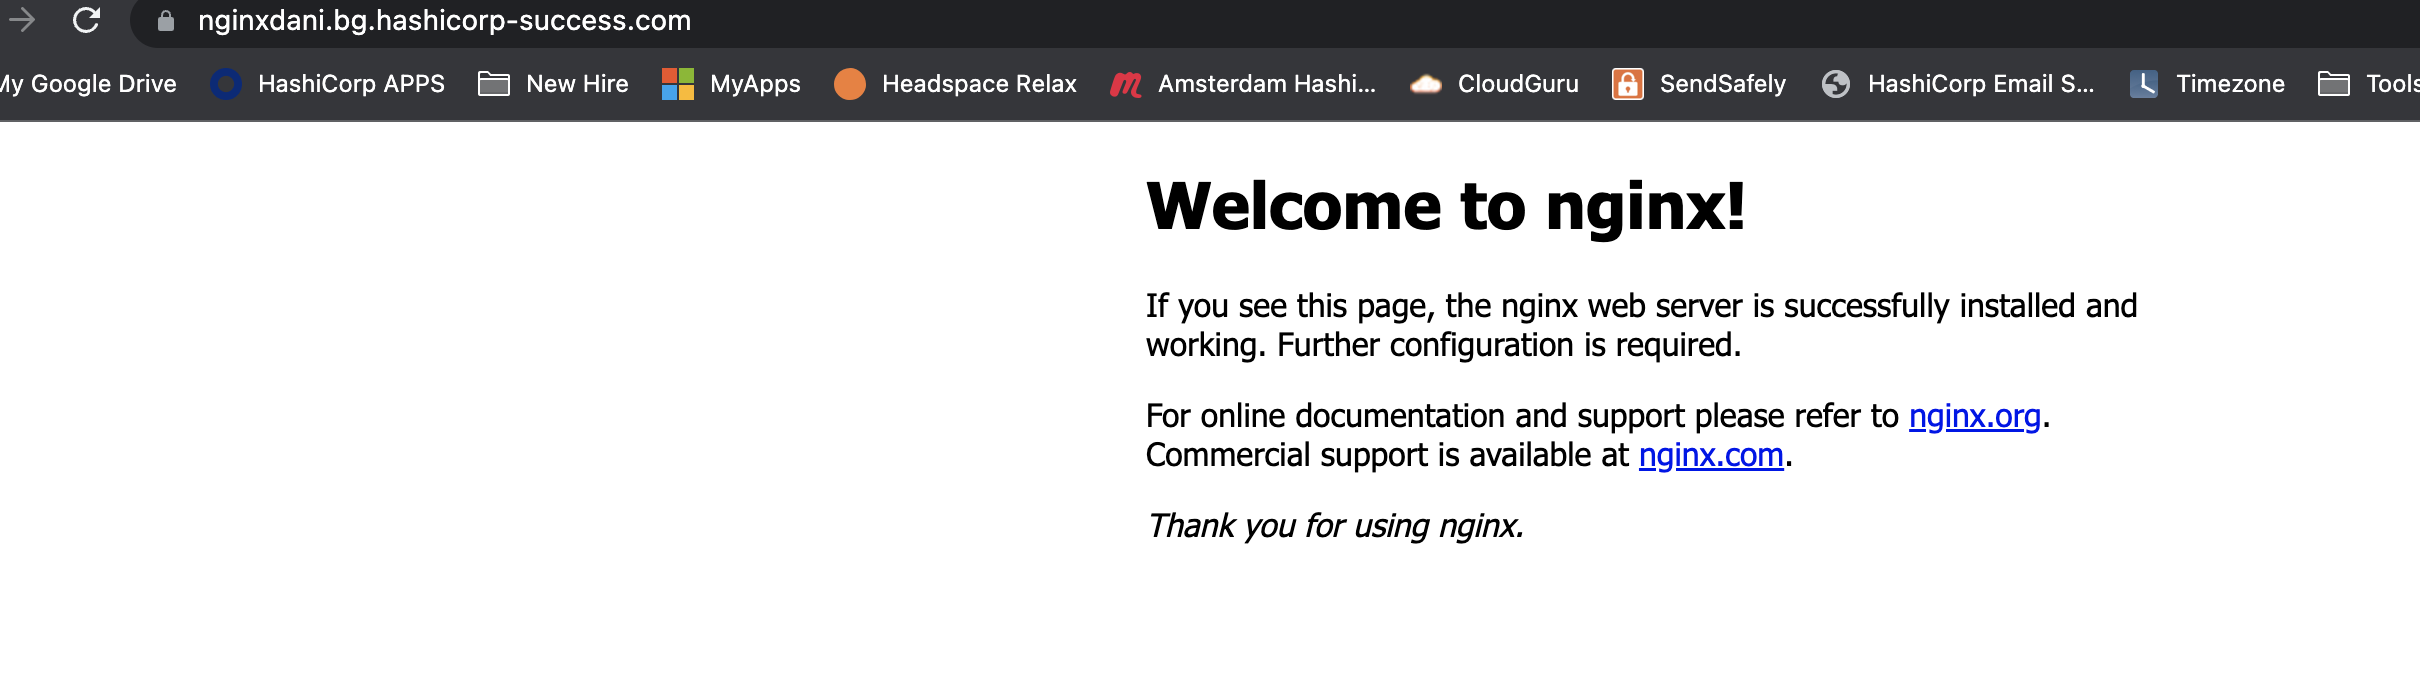 nginxdani.bg.hashicorp-success.com
My Google Drive HashiCorp APPS New Hire MyApps Headspace Relax Amsterdam Hashi... CloudGuru SendSafely HashiCorp Email S... Timezone Tools
Welcome to nginx!
If you see this page, the nginx web server is successfully installed and
working. Further configuration is required.
For online documentation and support please refer to nginx.org.
Commercial support is available at nginx.com.
Thank you for using nginx.